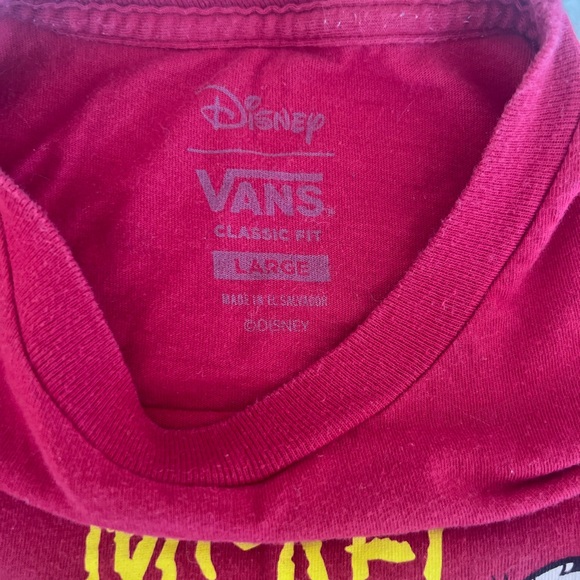 Disney
VANS
CLASSIC FIT
LARGE
MADE IN EL SALVADOR
©DISNEY